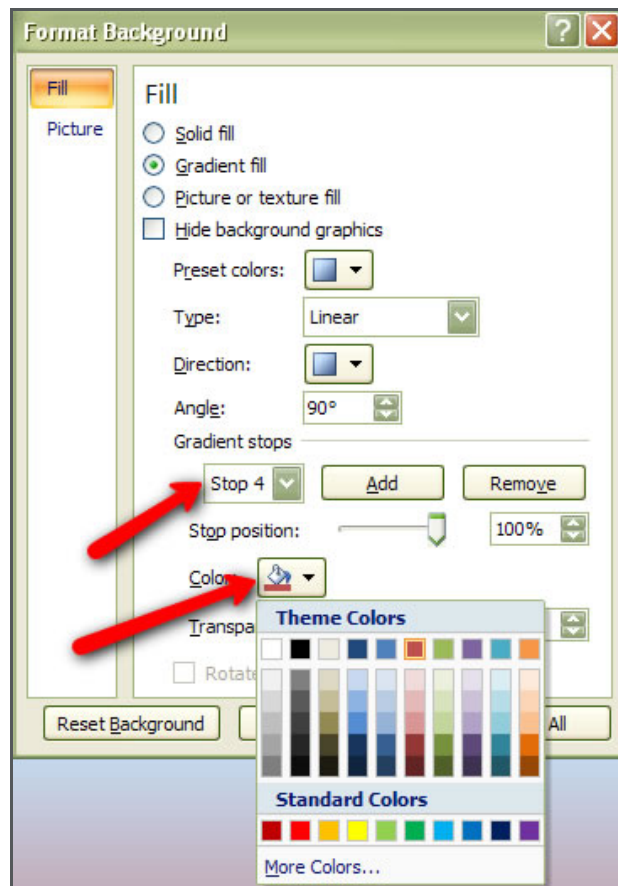 Format Background
Fill
Picture
Fill
Solid fill
Gradient fill
Picture or texture fill
Hide background graphics
Preset colors:
Type: Linear
Direction:
Angle: 90°
Gradient stops
Stop 4 Add Remove
Stop position: 100%
Color
Transpa
Rotate
Theme Colors
Reset Background All
Standard Colors
More Colors...